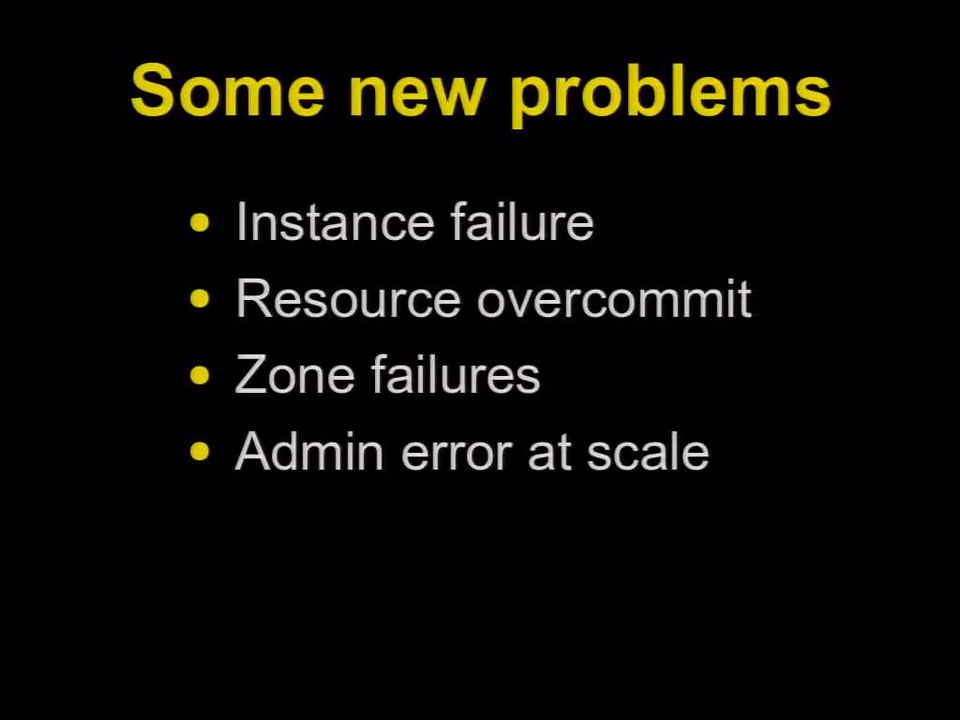 Some new problems
• Instance failure
• Resource overcommit
• Zone failures
• Admin error at scale